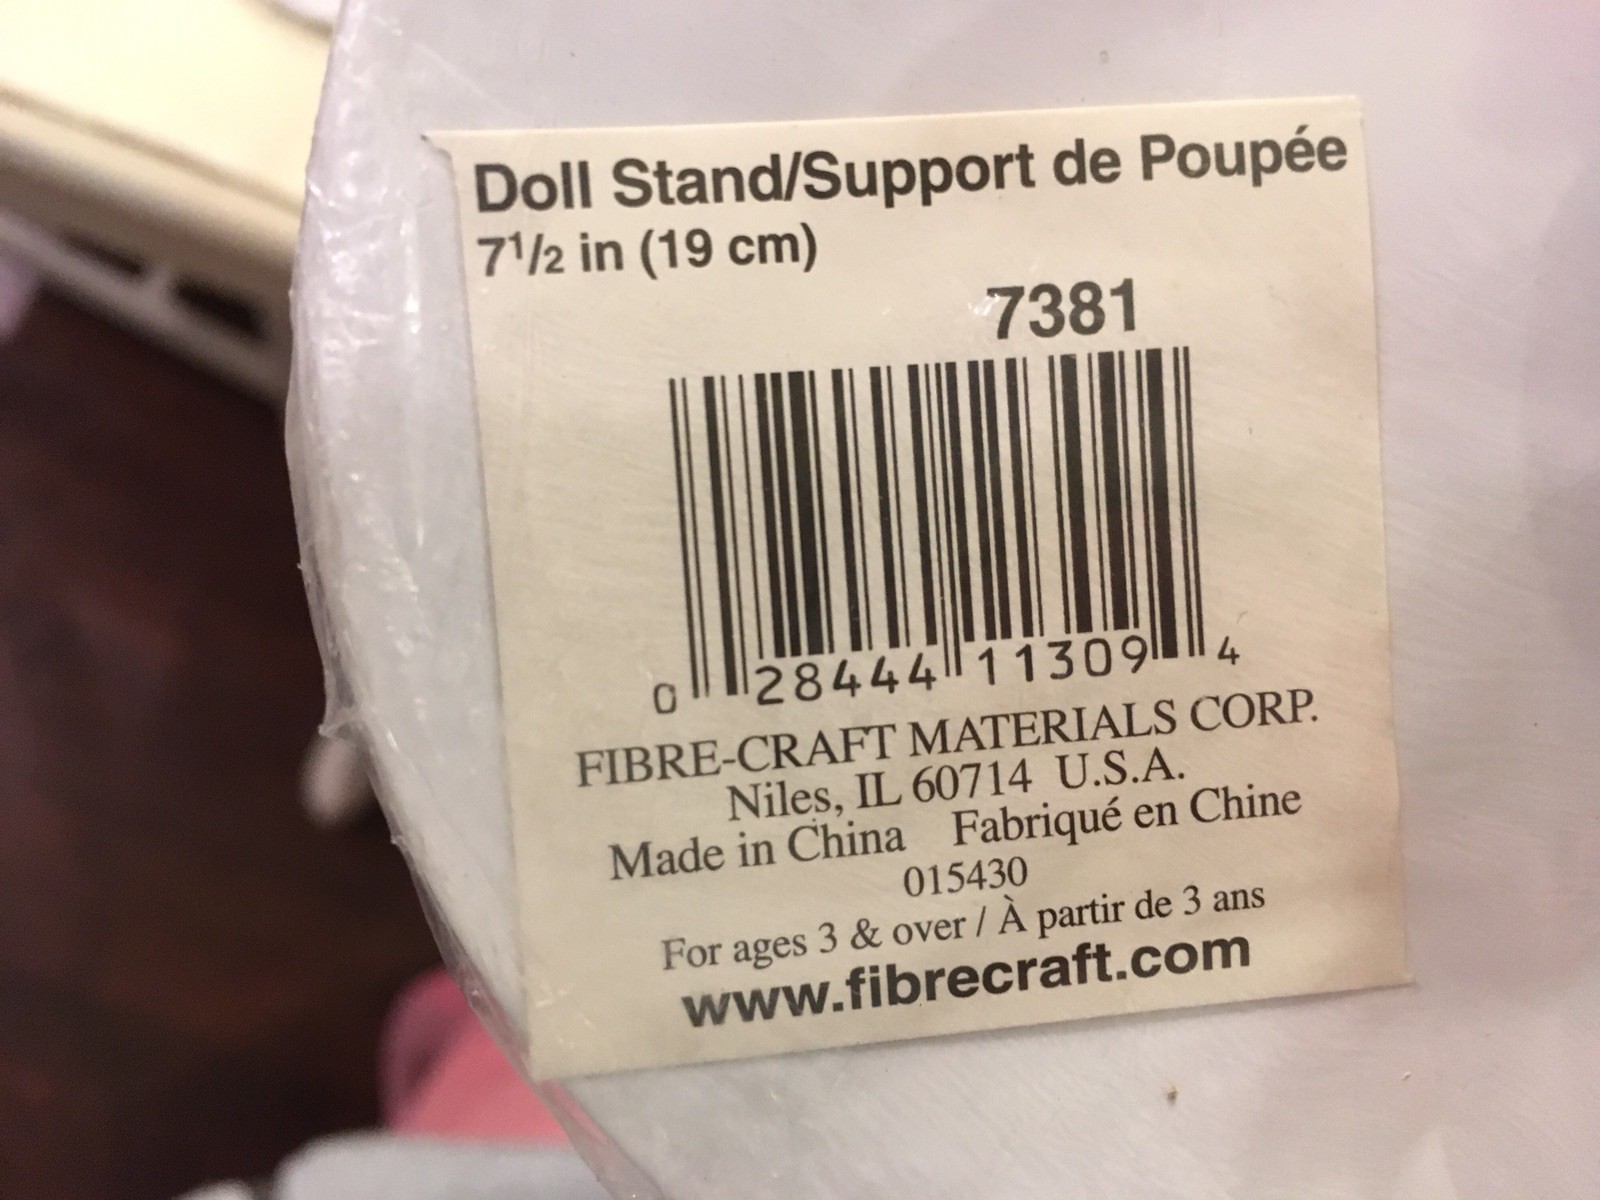 Doll Stand/Support de Poupée
7 1/2 in (19 cm)
7381
0 28444 11309 4
FIBRE-CRAFT MATERIALS CORP.
Niles, IL 60714 U.S.A.
Made in China Fabriqué en Chine
015430
For ages 3 & over / À partir de 3 ans
www.fibrecraft.com